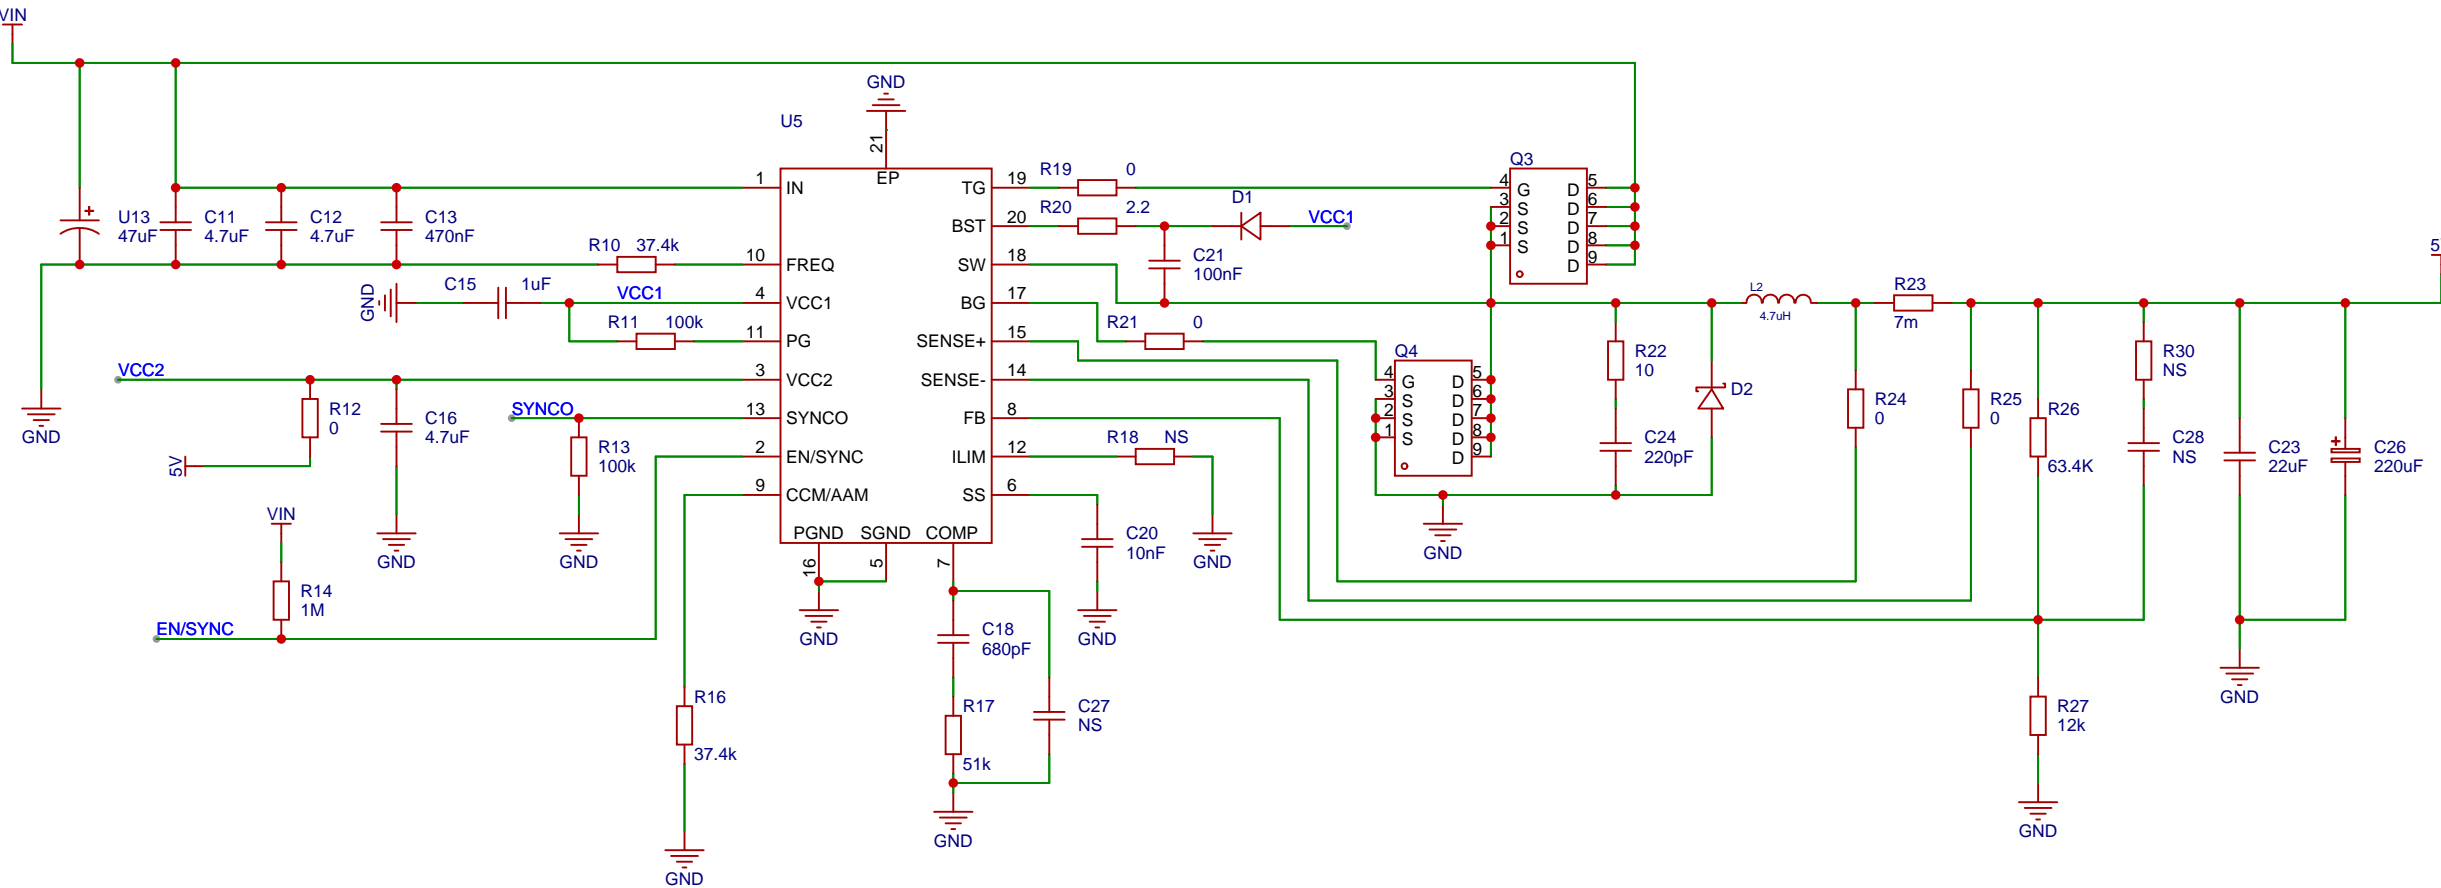 VIN
GND
U5
21
EP
U13
47uF
C11
4.7uF
C12
4.7uF
C13
470nF
1
IN
R10 37.4k
10
FREQ
GND
C15
1uF
VCC1
4
VCC1
R11 100k
11
PG
VCC2
3
VCC2
R12
0
C16
4.7uF
5V
GND
GND
SYNCO
13
SYNCO
R13
100k
GND
2
EN/SYNC
9
CCM/AAM
VIN
R14
1M
EN/SYNC
R16
37.4k
GND
PGND
SGND
COMP
16
5
7
GND
C18
680pF
R17
51k
C27
NS
GND
TG
19
R19 0
BST
20
R20 2.2
D1
VCC1
C21
100nF
SW
18
BG
17
R21 0
SENSE+
15
SENSE-
14
FB
8
ILIM
12
R18 NS
GND
SS
6
C20
10nF
GND
Q3
4
3
2
1
G
S
S
S
D
D
D
D
D
5
6
7
8
9
Q4
4
3
2
1
G
S
S
S
D
D
D
D
D
5
6
7
8
9
GND
R22
10
C24
220pF
D2
L2
4.7uH
R23
7m
R24
0
R25
0
R26
63.4K
R30
NS
C28
NS
C23
22uF
C26
220uF
GND
R27
12k
GND